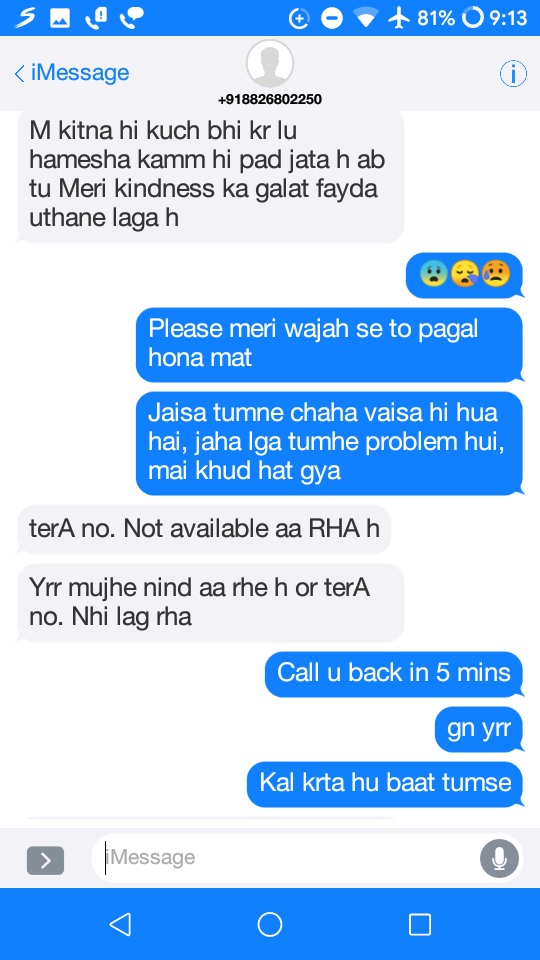 81% 9:13
iMessage
+918826802250
M kitna hi kuch bhi kr lu
hamesha kamm hi pad jata h ab
tu Meri kindness ka galat fayda
uthane laga h
😰😪😥
Please meri wajah se to pagal
hona mat
Jaisa tumne chaha vaisa hi hua
hai, jaha lga tumhe problem hui,
mai khud hat gya
terA no. Not available aa RHA h
Yrr mujhe nind aa rhe h or terA
no. Nhi lag rha
Call u back in 5 mins
gn yrr
Kal krta hu baat tumse
iMessage